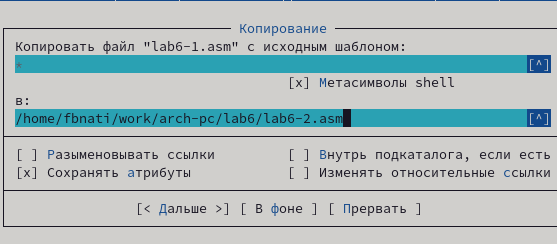 Копирование
Копировать файл "lab6-1.asm" с исходным шаблоном:
* [^]
[x] Метасимволы shell
в:
/home/fbnati/work/arch-pc/lab6/lab6-2.asm [^]
[ ] Разыменовывать ссылки [ ] Внутрь подкаталога, если есть
[x] Сохранять атрибуты [ ] Изменять относительные ссылки
[< Дальше >] [ В фоне ] [ Прервать ]